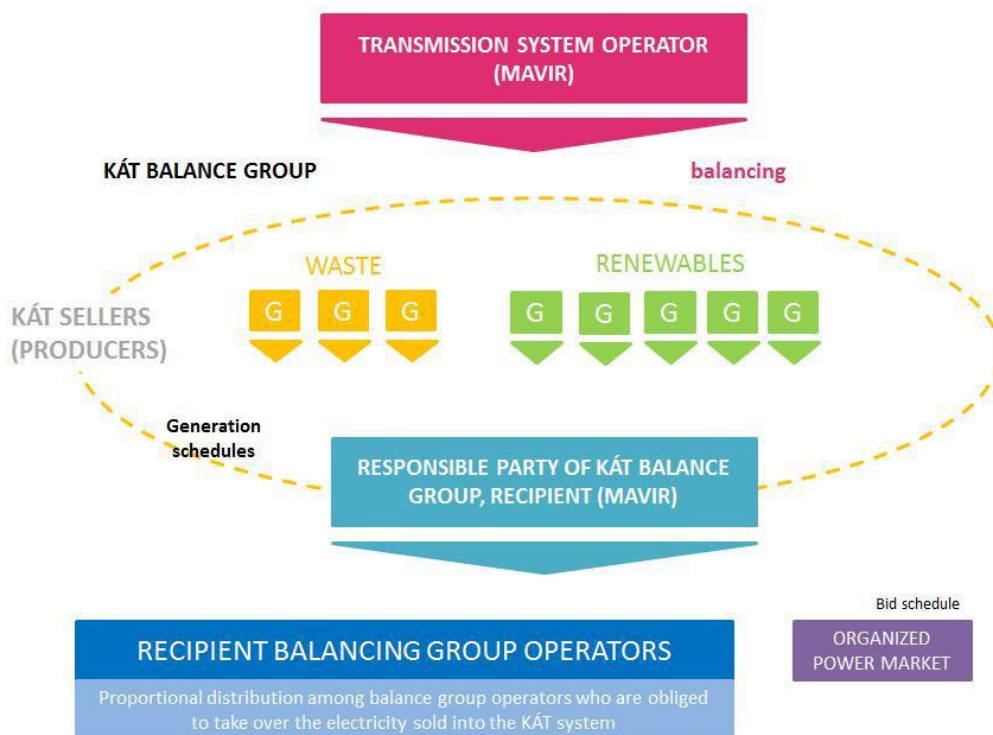 TRANSMISSION SYSTEM OPERATOR
(MAVIR)
KÁT BALANCE GROUP
balancing
WASTE
RENEWABLES
G G G
G G G G G
KÁT SELLERS
(PRODUCERS)
Generation
schedules
RESPONSIBLE PARTY OF KÁT BALANCE
GROUP, RECIPIENT (MAVIR)
Bid schedule
RECIPIENT BALANCING GROUP OPERATORS
Proportional distribution among balance group operators who are obliged
to take over the electricity sold into the KÁT system
ORGANIZED
POWER MARKET